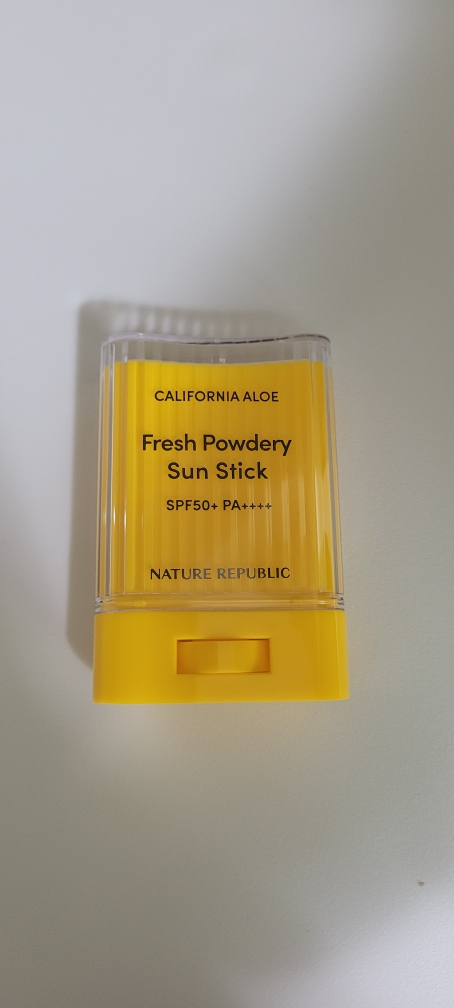 CALIFORNIA ALOE
Fresh Powdery
Sun Stick
SPF50+ PA++++
NATURE REPUBLIC